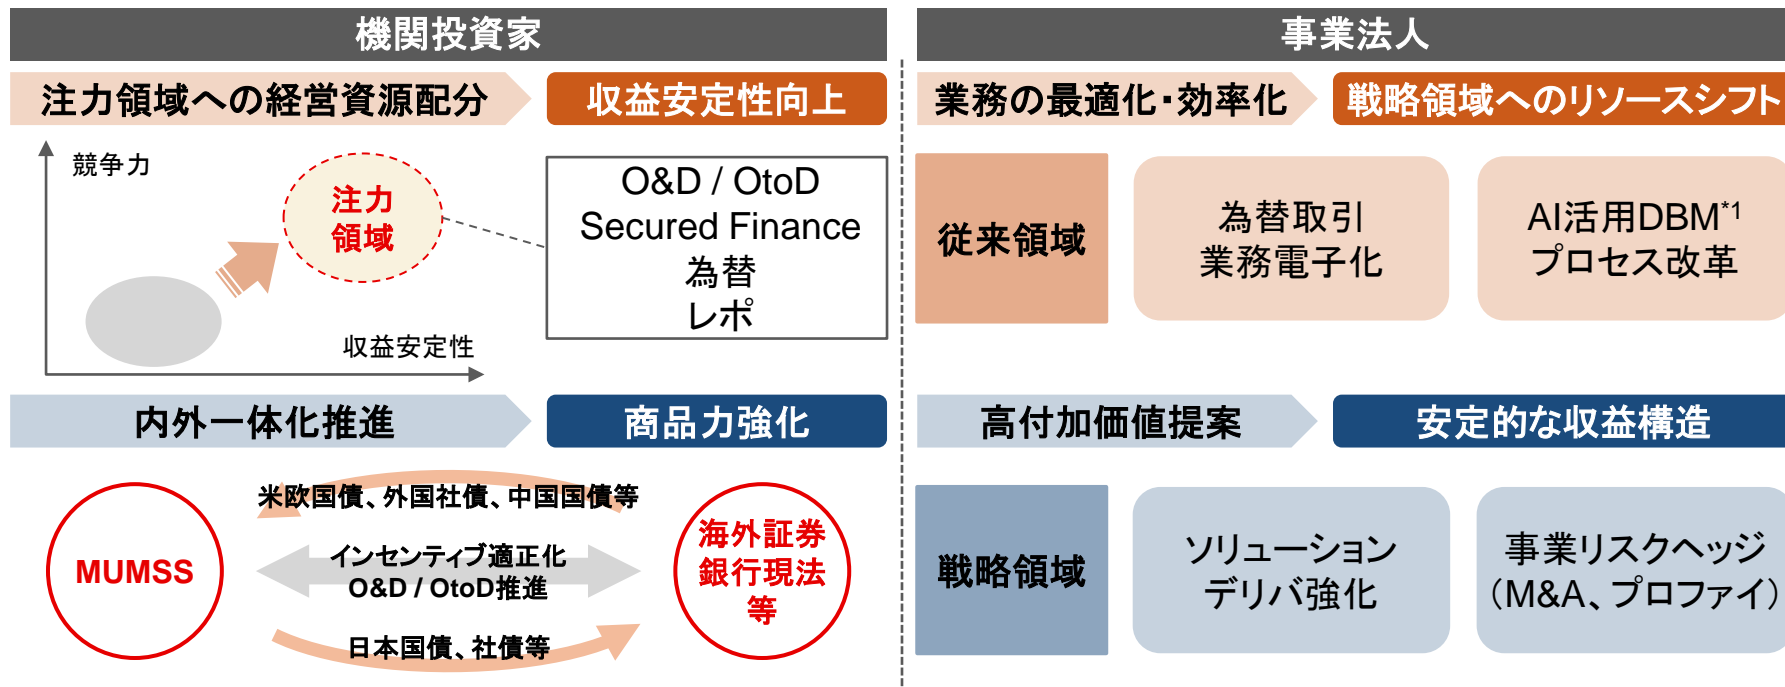 機関投資家
注力領域への経営資源配分
収益安定性向上
競争力
注力
領域
収益安定性
O&D / OtoD
Secured Finance
為替
レポ
内外一体化推進
商品力強化
米欧国債、外国社債、中国国債等
MUMSS
インセンティブ適正化
O&D / OtoD推進
海外証券
銀行現法
等
日本国債、社債等
事業法人
業務の最適化・効率化
戦略領域へのリソースシフト
従来領域
為替取引
業務電子化
AI活用DBM*1
プロセス改革
高付加価値提案
安定的な収益構造
戦略領域
ソリューション
デリバ強化
事業リスクヘッジ
（M&A、プロファイ）